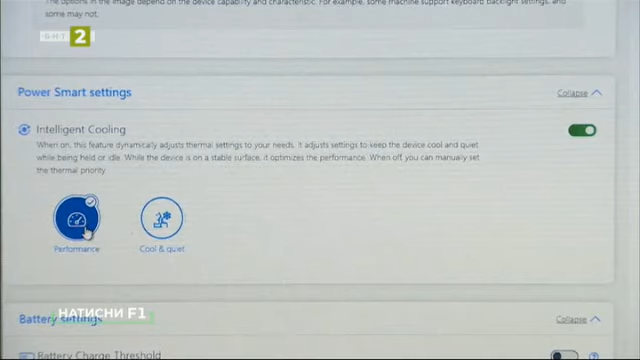 The options in the image depend on the device capability and characteristic. For example, some machine support keyboard backlight settings, and
some may not.
БНТ 2
Power Smart settings
Collapse
Intelligent Cooling
When on, this feature dynamically adjusts thermal settings to your needs. It adjusts settings to keep the device cool and quiet
while being held or idle. While the device is on a stable surface, it optimizes the performance. When off, you can manually set
the thermal priority
Performance
Cool & quiet
НАТИСНИ F1
Battery settings
Collapse
Battery Charge Threshold